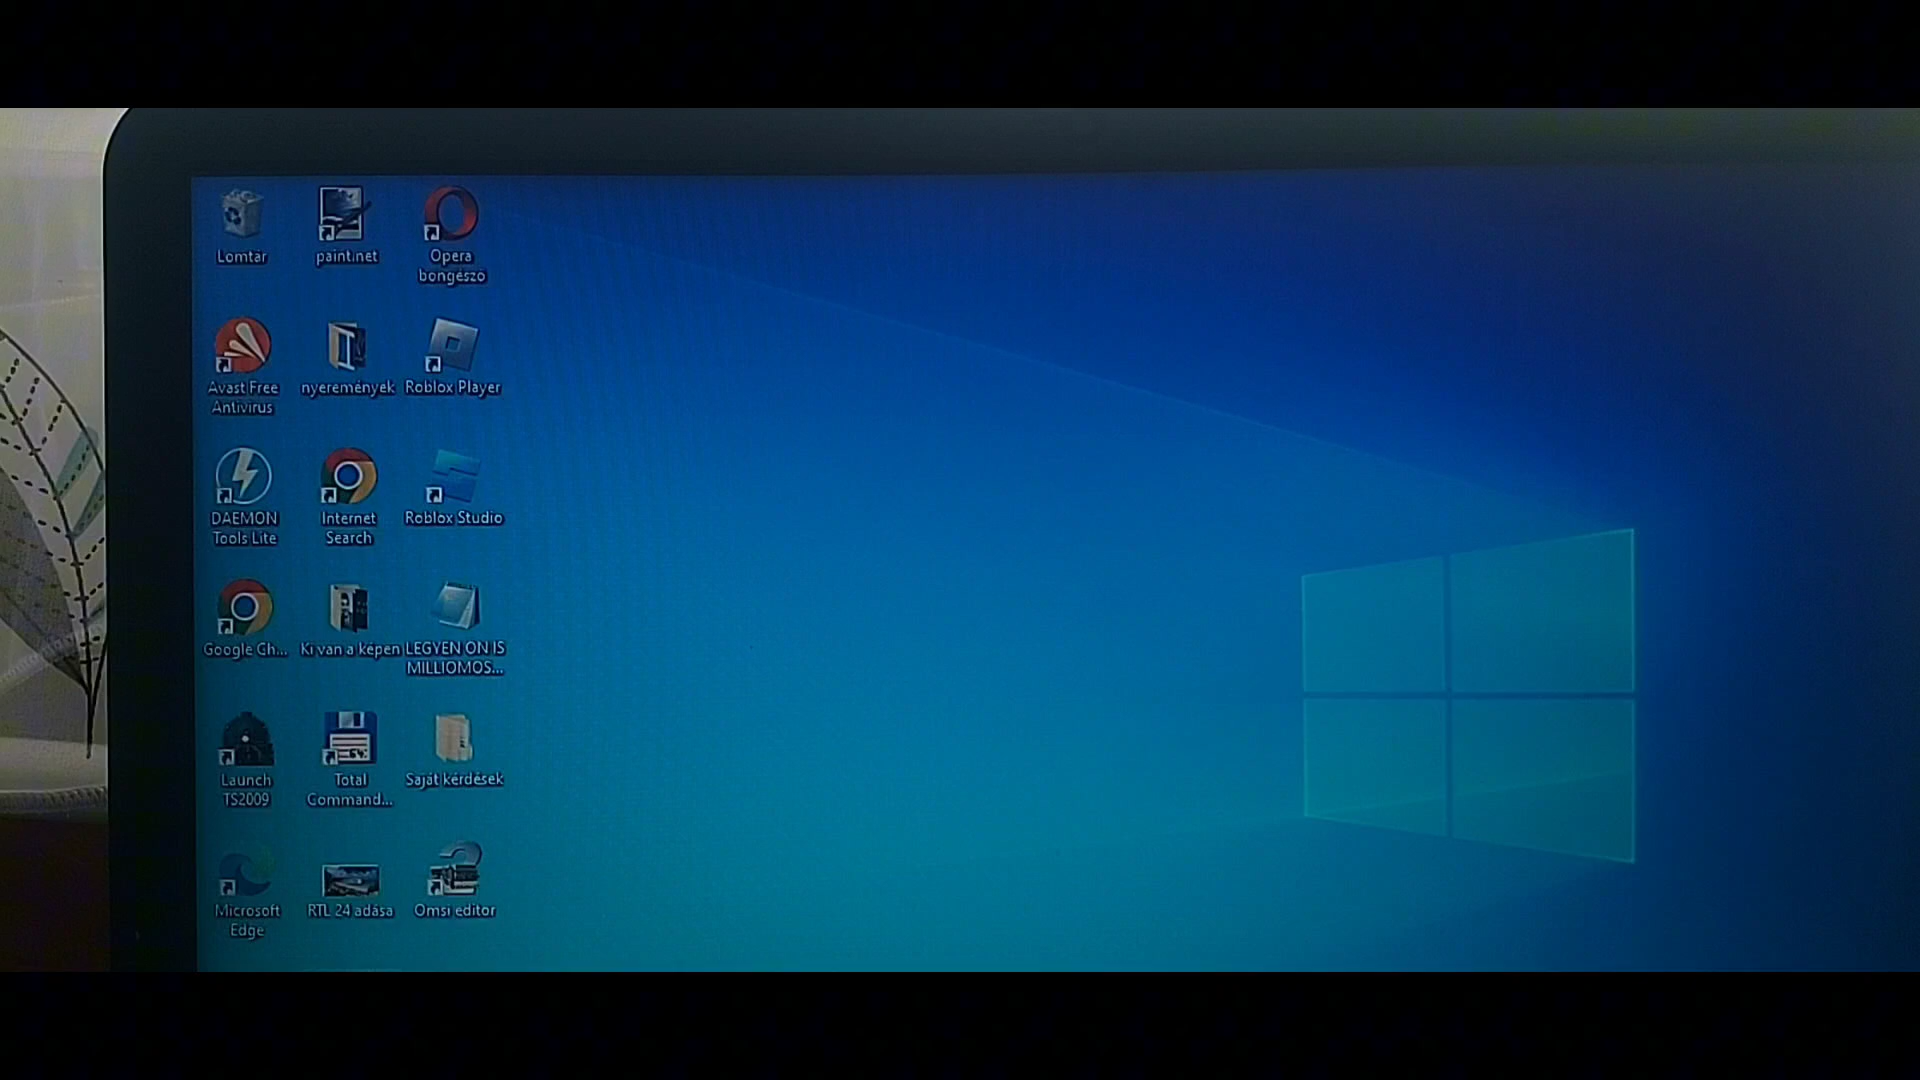 Lomtár
paint.net
Opera
böngésző
Avast Free
Antivirus
nyeremények
Roblox Player
DAEMON
Tools Lite
Internet
Search
Roblox Studio
Google Ch...
Ki van a képen
LEGYEN ÖN IS
MILLIOMOS...
Launch
TS2009
Total
Command...
Saját kérdések
Microsoft
Edge
RTL 24 adása
Omsi editor